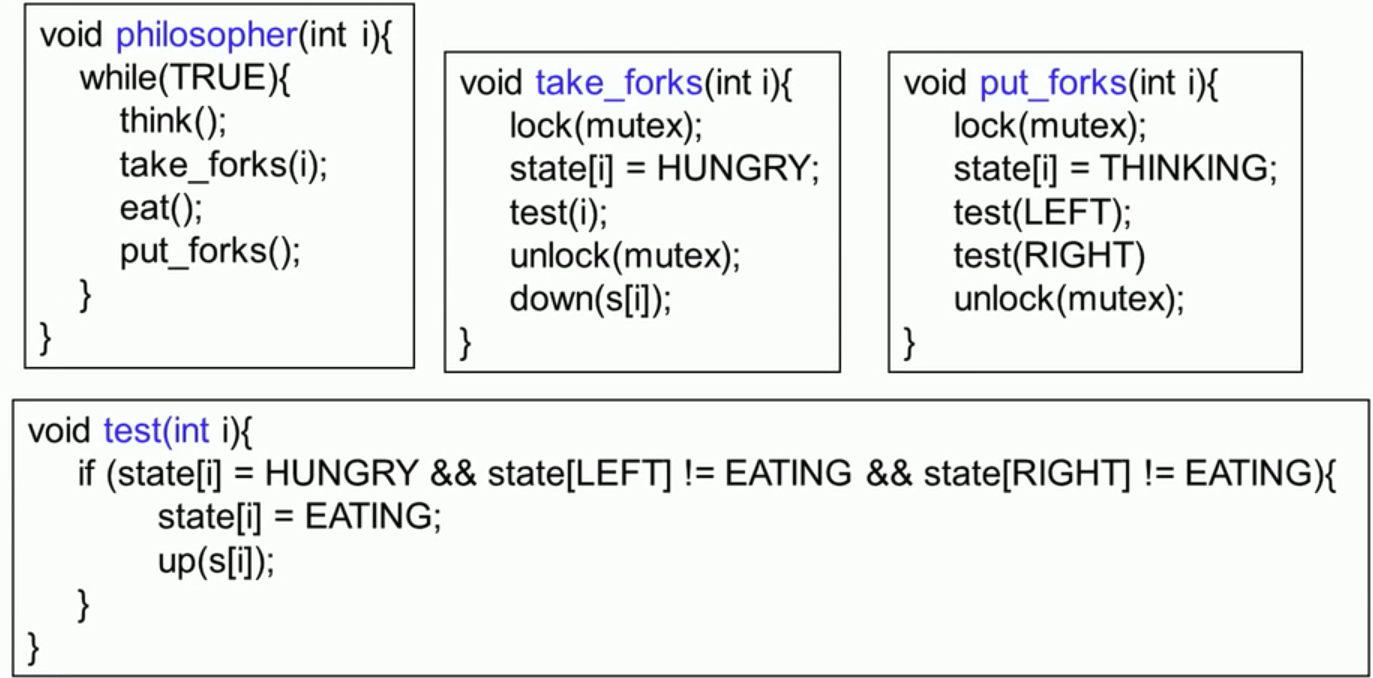 void philosopher(int i){
while(TRUE){
think();
take_forks(i);
eat();
put_forks();
}
}
void take_forks(int i){
lock(mutex);
state[i] = HUNGRY;
test(i);
unlock(mutex);
down(s[i]);
}
void put_forks(int i){
lock(mutex);
state[i] = THINKING;
test(LEFT);
test(RIGHT)
unlock(mutex);
}
void test(int i){
if (state[i] = HUNGRY && state[LEFT] != EATING && state[RIGHT] != EATING){
state[i] = EATING;
up(s[i]);
}
}